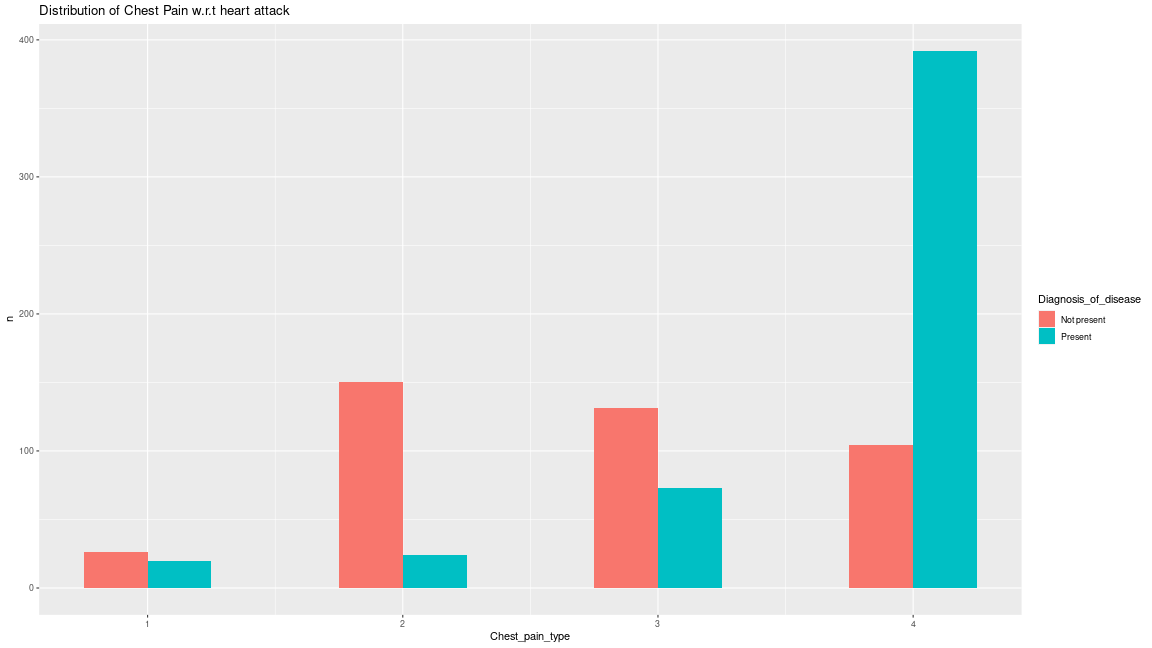 Distribution of Chest Pain w.r.t heart attack
400
300
200
100
0
n
1 2 3 4
Chest_pain_type
Diagnosis_of_disease
Not present
Present